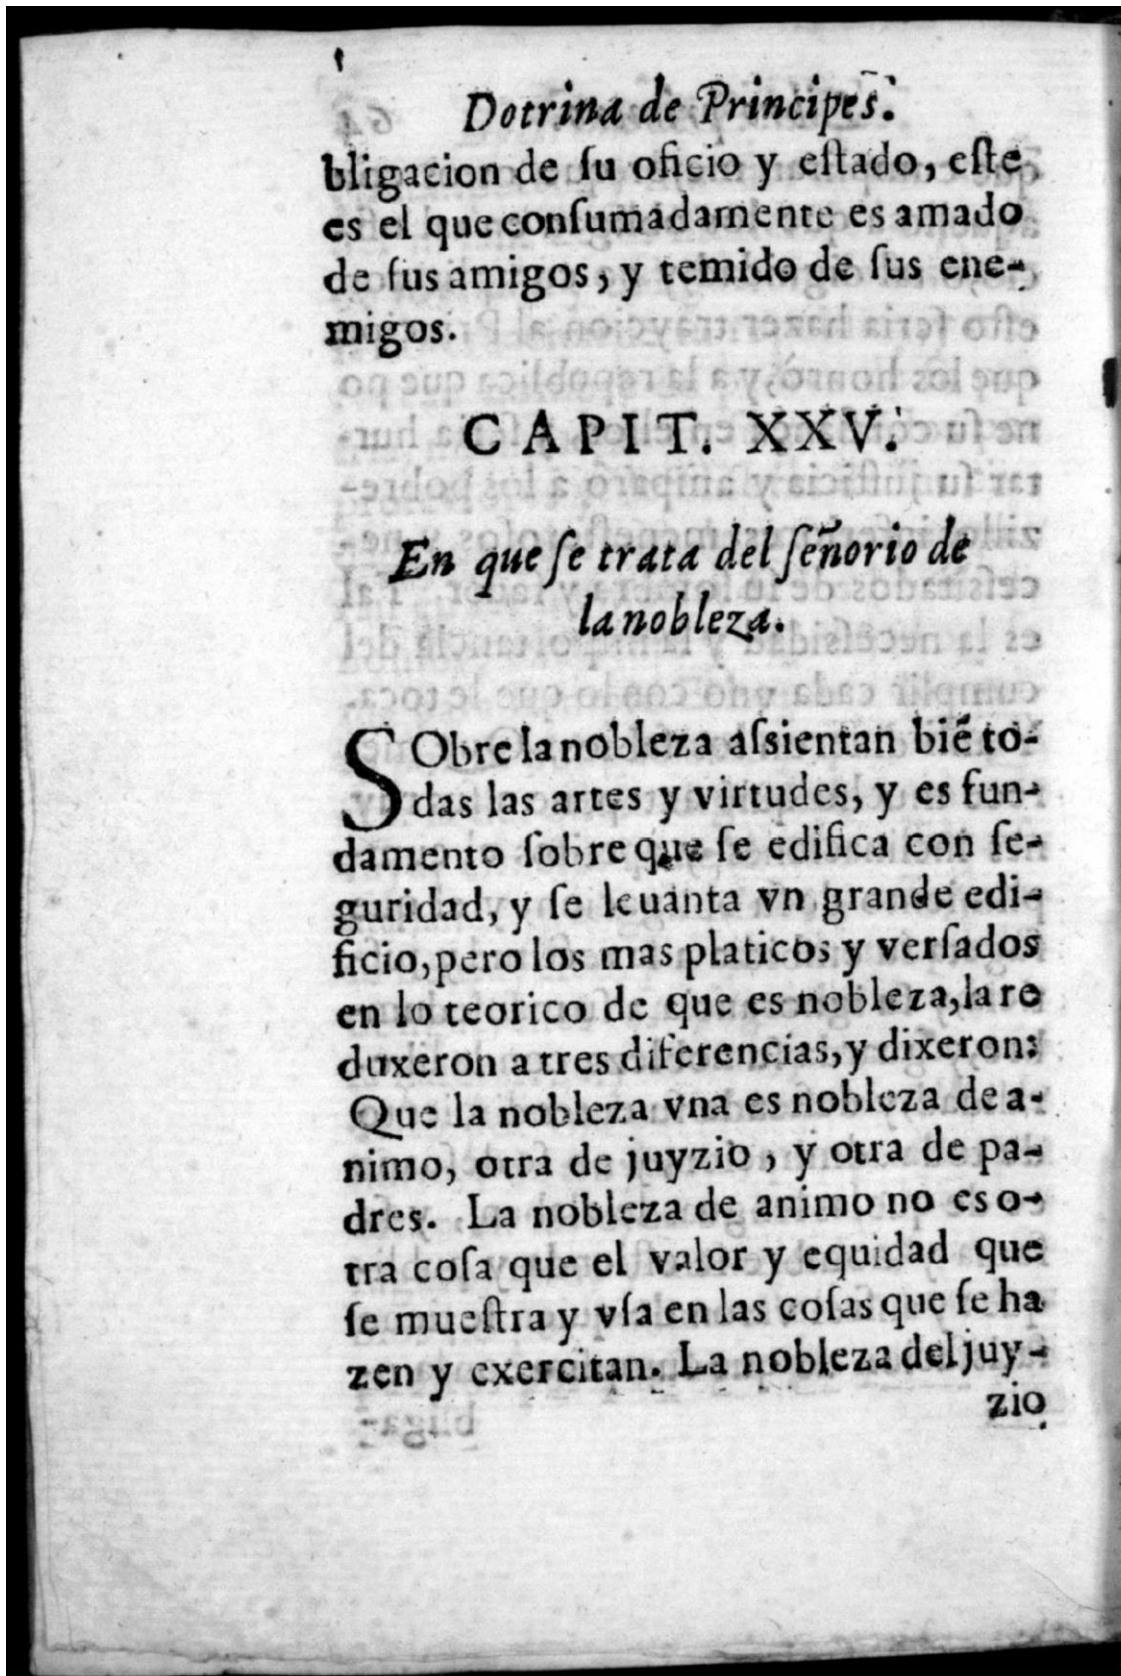 Dotrina de Principes.
bligacion de ſu oficio y eſtado, eſte
es el que conſumadamente es amado
de ſus amigos, y temido de ſus ene-
migos.
CAPIT. XXV.
En que ſe trata del ſeñorio de
la nobleza.
SObre la nobleza aſsientan biẽ to-
das las artes y virtudes, y es fun-
damento ſobre que ſe edifica con ſe-
guridad, y ſe leuanta vn grande edi-
ficio, pero los mas platicos y verſados
en lo teorico de que es nobleza, la re
duxeron a tres diferencias, y dixeron:
Que la nobleza vna es nobleza de a-
nimo, otra de juyzio, y otra de pa-
dres. La nobleza de animo no es o-
tra coſa que el valor y equidad que
ſe mueſtra y vſa en las coſas que ſe ha
zen y exercitan. La nobleza del juy-
zio